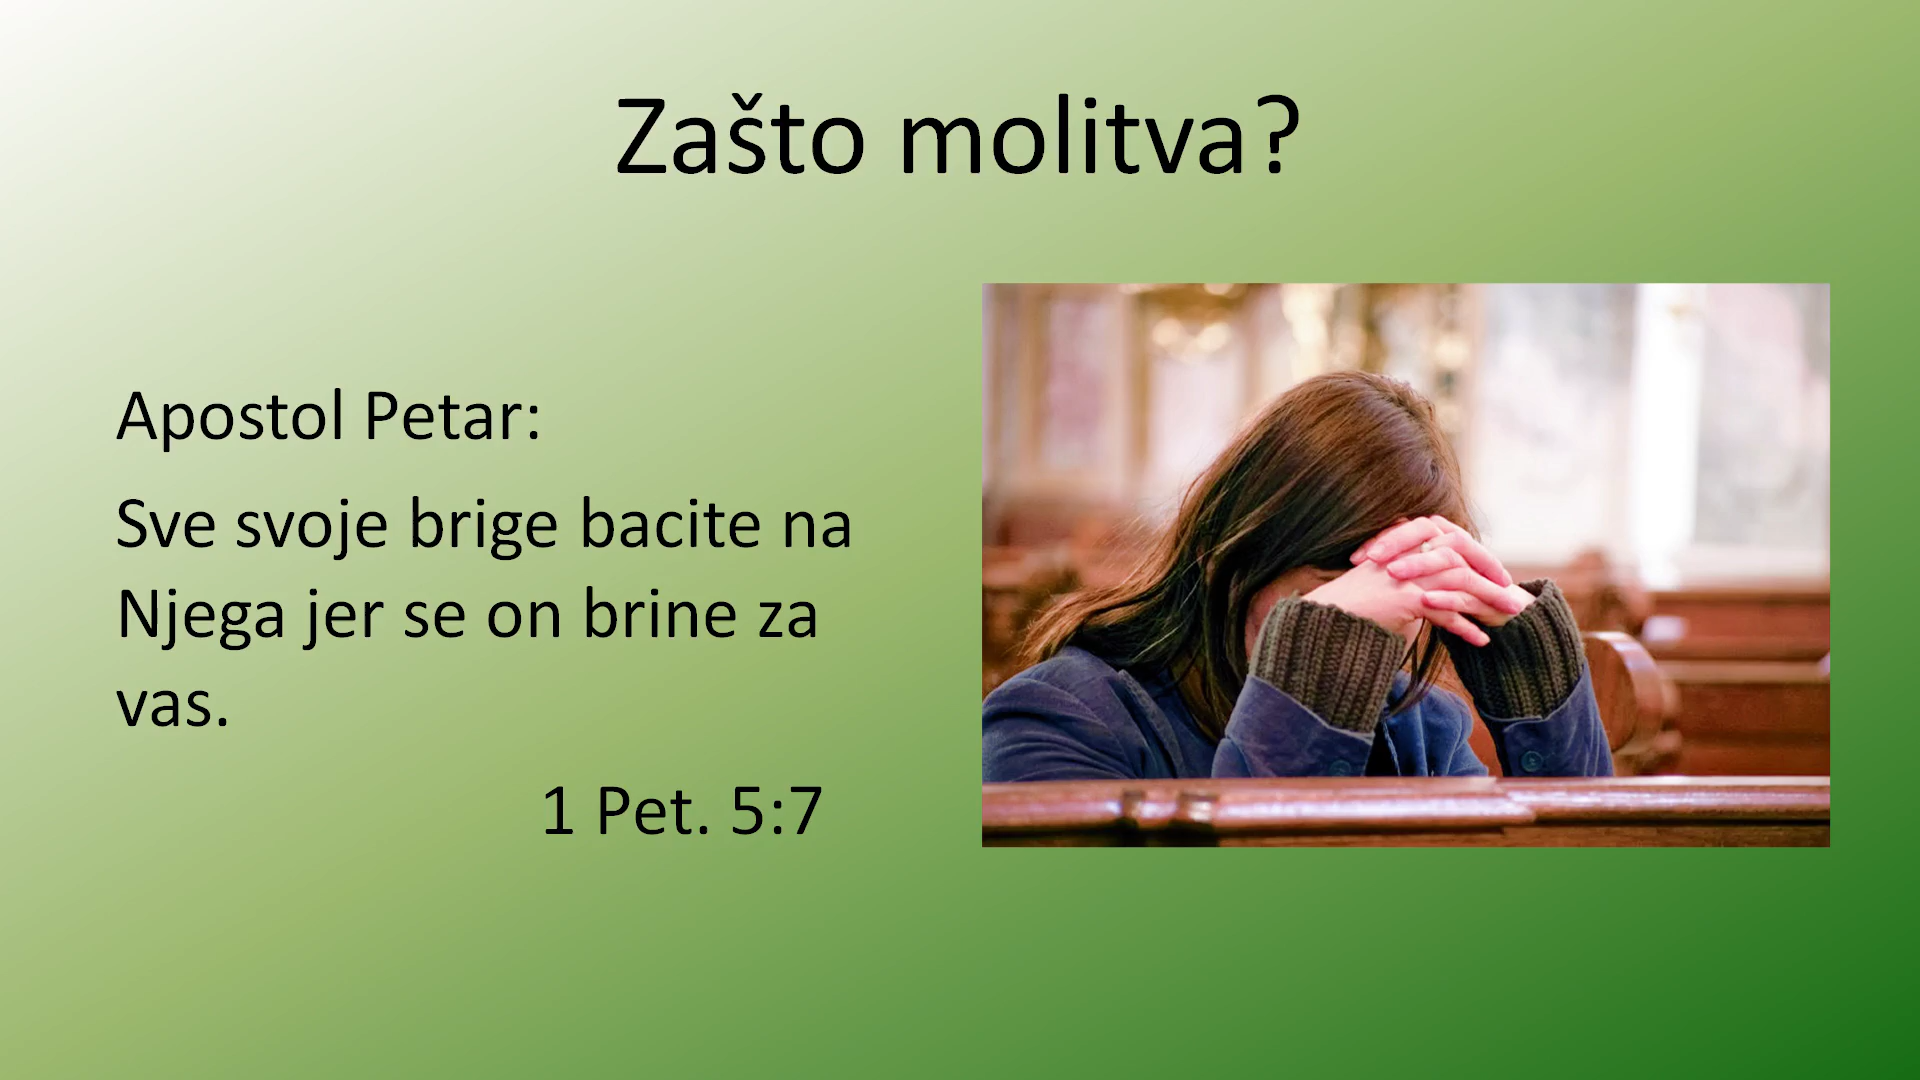 Zašto molitva?
Apostol Petar:
Sve svoje brige bacite na
Njega jer se on brine za
vas.
1 Pet. 5:7